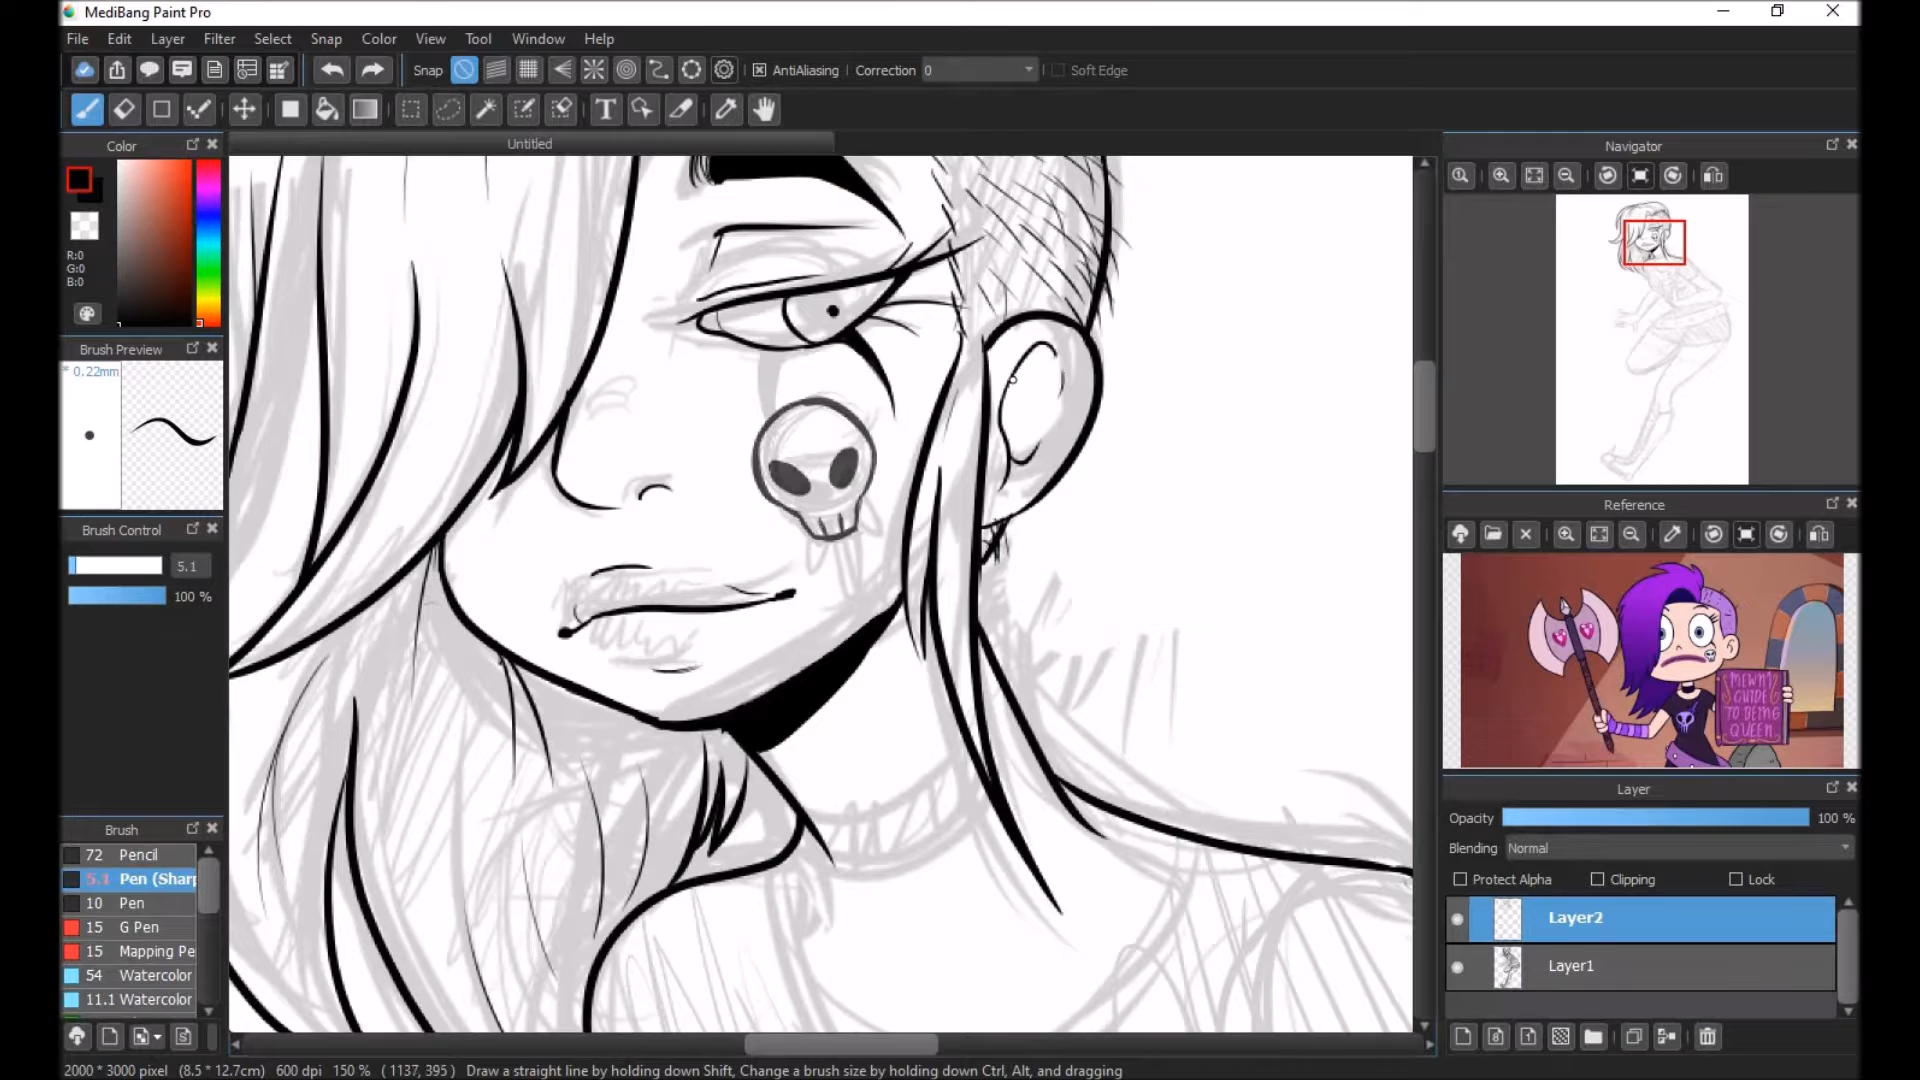 MediBang Paint Pro
File Edit Layer Filter Select Snap Color View Tool Window Help
Snap AntiAliasing Correction 0 Soft Edge
T
Color
Untitled
Navigator
R:0
G:0
B:0
Brush Preview
* 0.22mm
Brush Control
5.1
100 %
Reference
MEWNI
GUIDE
TO BEING
QUEEN
Layer
Opacity 100 %
Blending Normal
Protect Alpha Clipping Lock
Layer2
Layer1
Brush
72 Pencil
5.1 Pen (Sharp
10 Pen
15 G Pen
15 Mapping Pe
54 Watercolor
11.1 Watercolor
2000 * 3000 pixel (8.5 * 12.7cm) 600 dpi 150 % ( 1137, 395 ) Draw a straight line by holding down Shift, Change a brush size by holding down Ctrl, Alt, and dragging